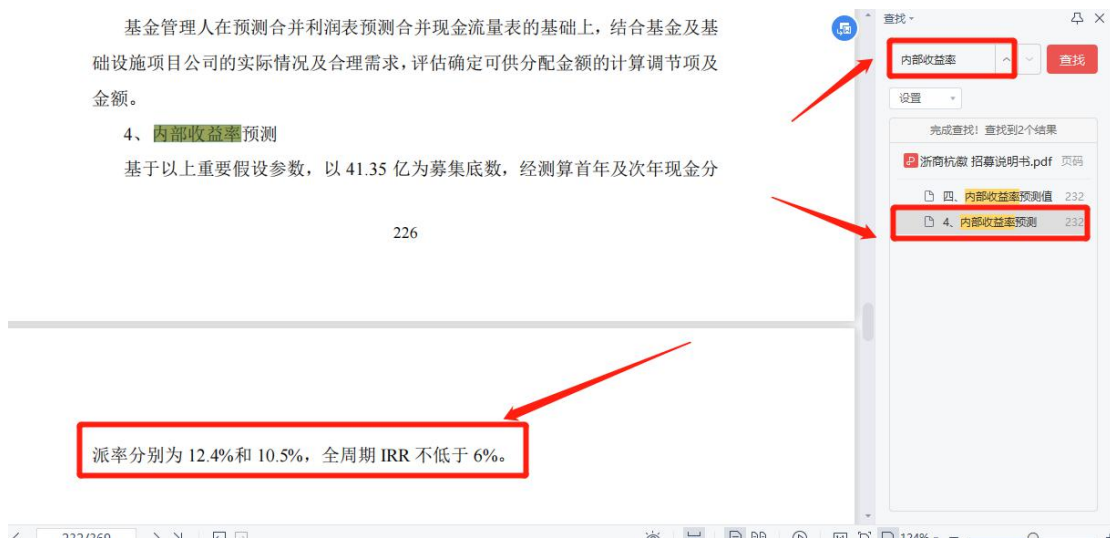 基金管理人在预测合并利润表预测合并现金流量表的基础上，结合基金及基
础设施项目公司的实际情况及合理需求，评估确定可供分配金额的计算调节项及
金额。
4、内部收益率预测
基于以上重要假设参数，以 41.35 亿为募集底数，经测算首年及次年现金分
226
派率分别为 12.4%和 10.5%，全周期 IRR 不低于 6%。
查找
内部收益率
查找
设置
完成查找！查找到2个结果
浙商杭徽 招募说明书.pdf 页码
四、内部收益率预测值 232
4、内部收益率预测 232